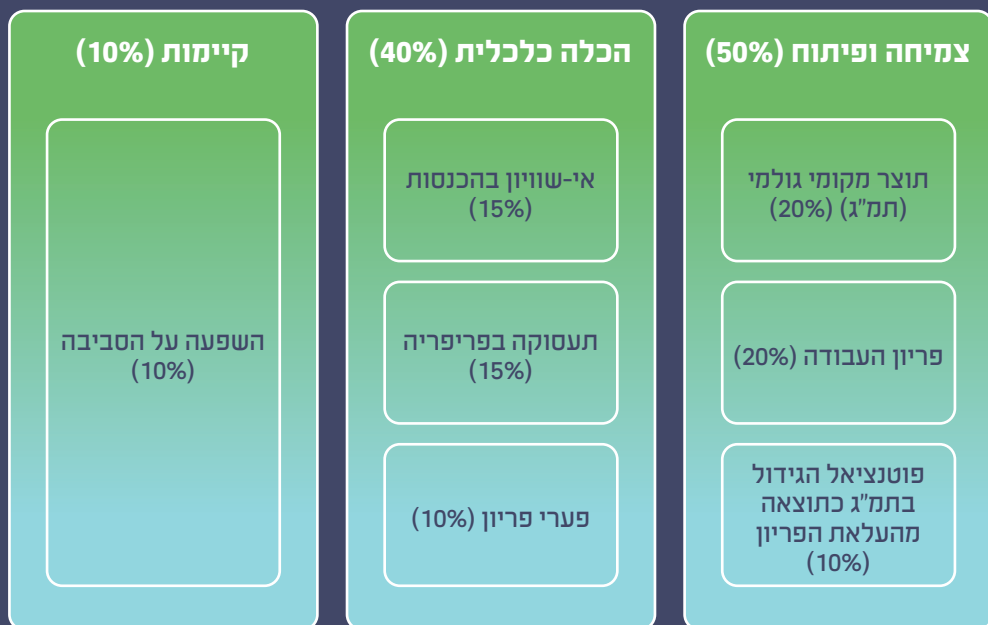 צמיחה ופיתוח (50%)
תוצר מקומי גולמי
(תמ"ג) (20%)
פריון העבודה (20%)
פוטנציאל הגידול
בתמ"ג כתוצאה
מהעלאת הפריון
(10%)
הכלה כלכלית (40%)
אי-שוויון בהכנסות
(15%)
תעסוקה בפריפריה
(15%)
פערי פריון (10%)
קיימות (10%)
השפעה על הסביבה
(10%)